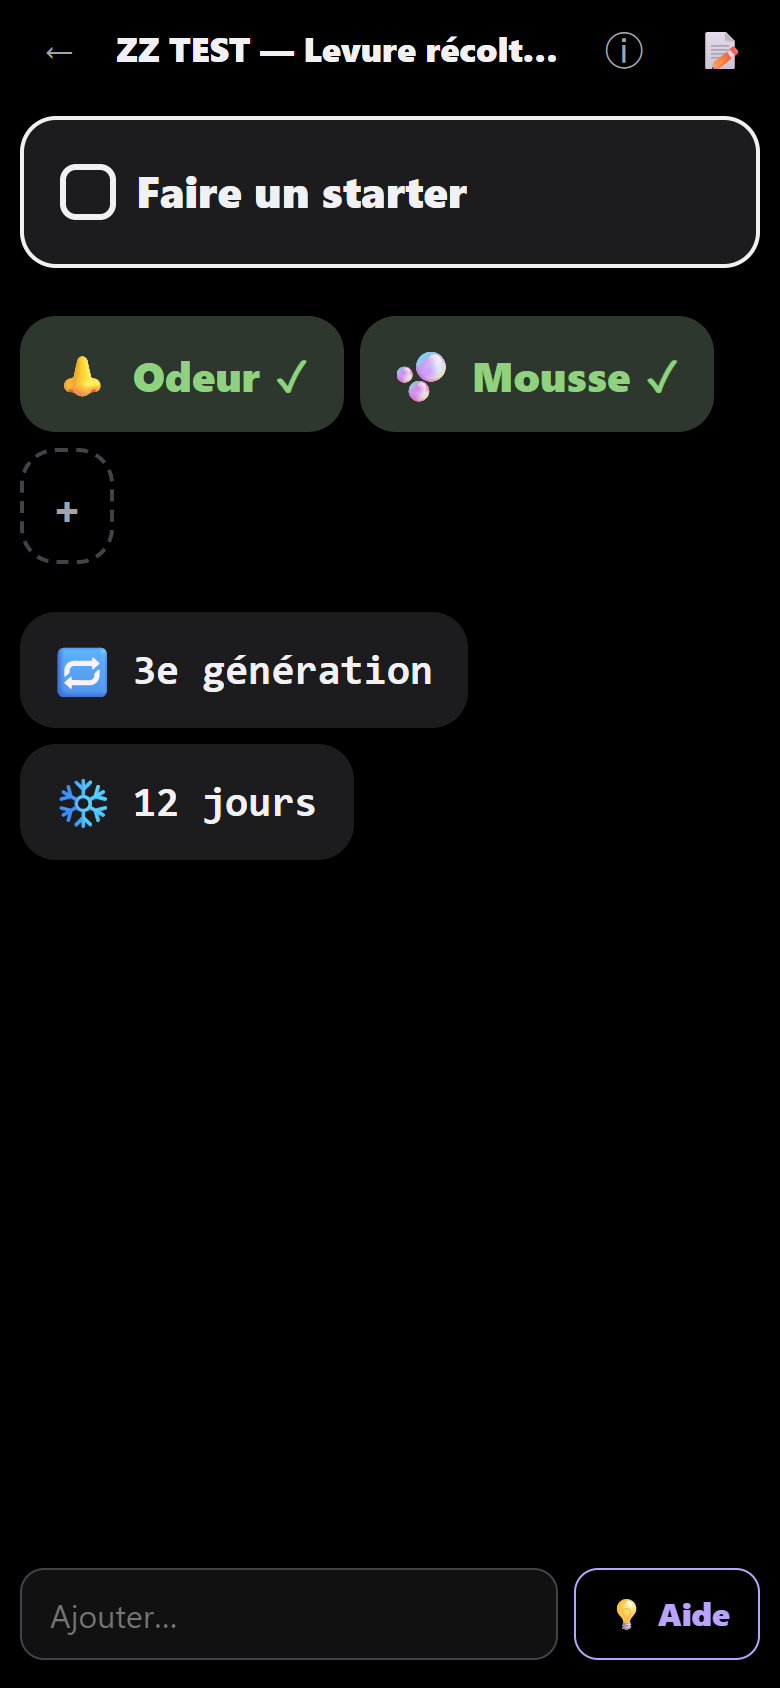 ← ZZ TEST — Levure récolt... ⓘ
Faire un starter
Odeur ✓ Mousse ✓
+
3e génération
12 jours
Ajouter... Aide